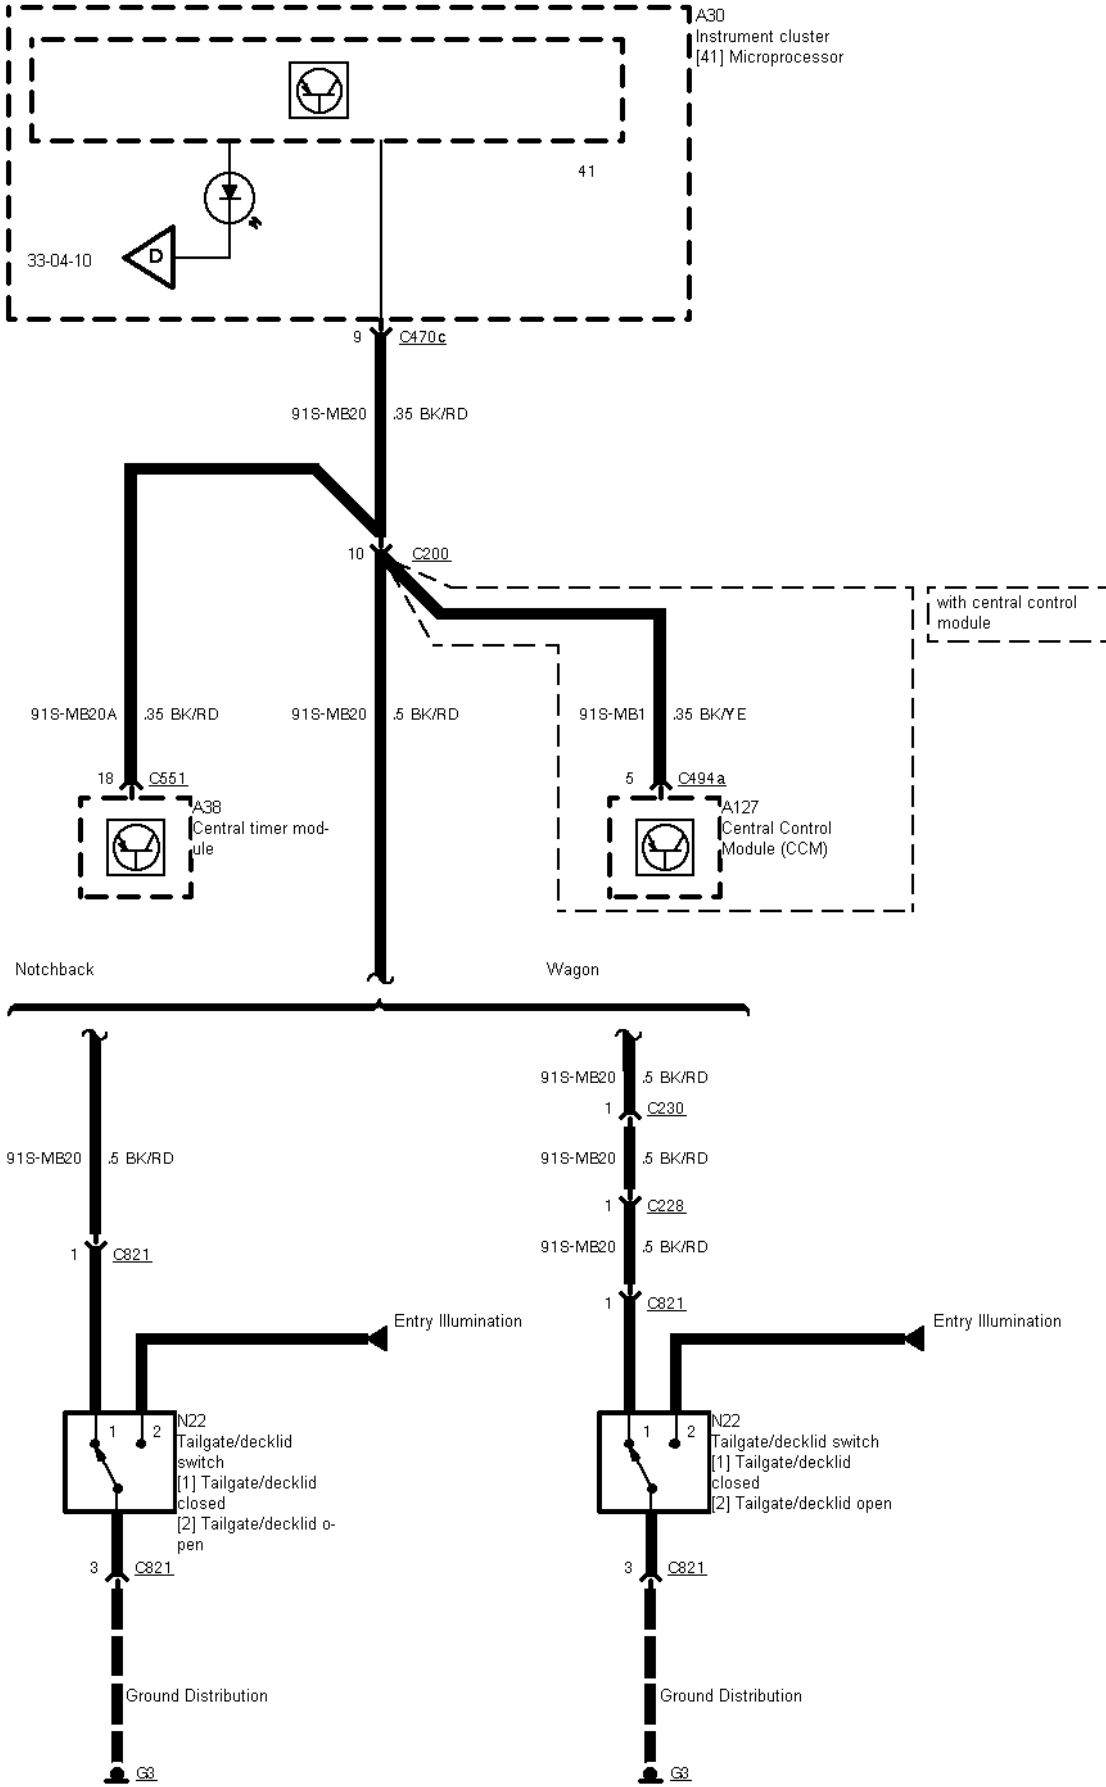 A30
Instrument cluster
[41] Microprocessor
41
33-04-10
D
9
C470c
91S-MB20
.35 BK/RD
10
C200
with central control
module
91S-MB20A
.35 BK/RD
91S-MB20
.5 BK/RD
91S-MB1
.35 BK/YE
18
C551
5
C494a
A38
Central timer mod-
ule
A127
Central Control
Module (CCM)
Notchback
Wagon
91S-MB20
.5 BK/RD
1
C230
91S-MB20
.5 BK/RD
91S-MB20
.5 BK/RD
1
C228
91S-MB20
.5 BK/RD
1
C821
1
C821
Entry Illumination
Entry Illumination
1
2
N22
Tailgate/decklid
switch
[1] Tailgate/decklid
closed
[2] Tailgate/decklid o-
pen
1
2
N22
Tailgate/decklid switch
[1] Tailgate/decklid
closed
[2] Tailgate/decklid open
3
C821
3
C821
Ground Distribution
Ground Distribution
G3
G3